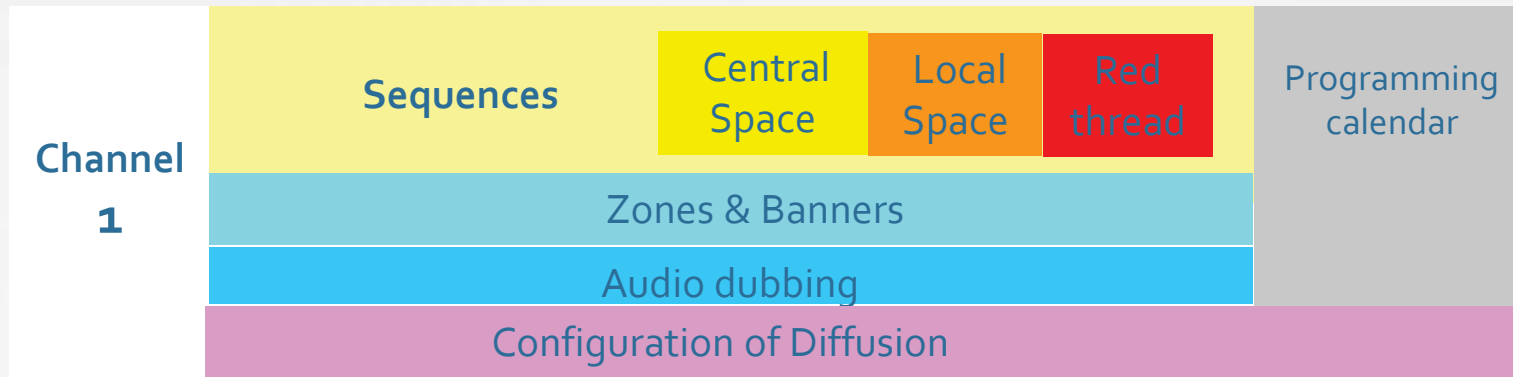 Channel
1
Sequences
Central
Space
Local
Space
Red
thread
Programming
calendar
Zones & Banners
Audio dubbing
Configuration of Diffusion